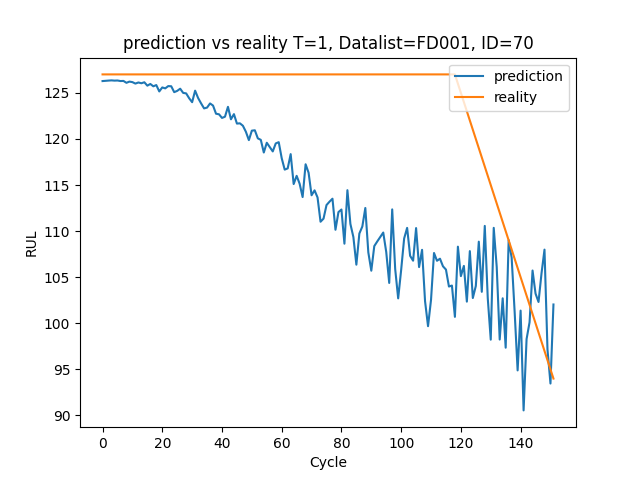 prediction vs reality T=1, Datalist=FD001, ID=70
prediction
reality
RUL
125
120
115
110
105
100
95
90
0 20 40 60 80 100 120 140
Cycle